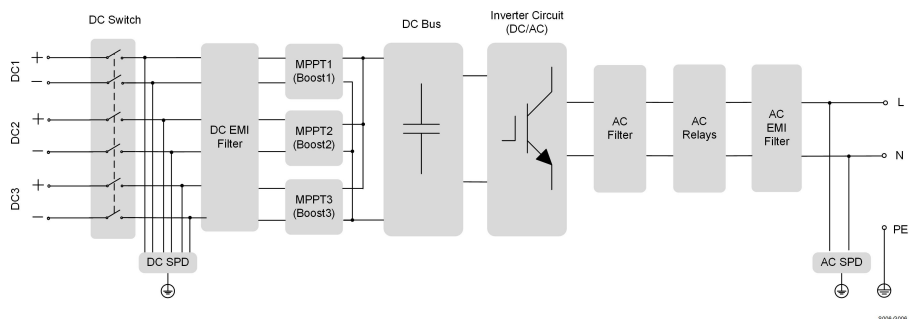 DC Switch
DC Bus
Inverter Circuit
(DC/AC)
DC1
+
−
DC2
+
−
DC3
+
−
DC EMI
Filter
MPPT1
(Boost1)
MPPT2
(Boost2)
MPPT3
(Boost3)
AC
Filter
AC
Relays
AC
EMI
Filter
L
N
PE
DC SPD
AC SPD